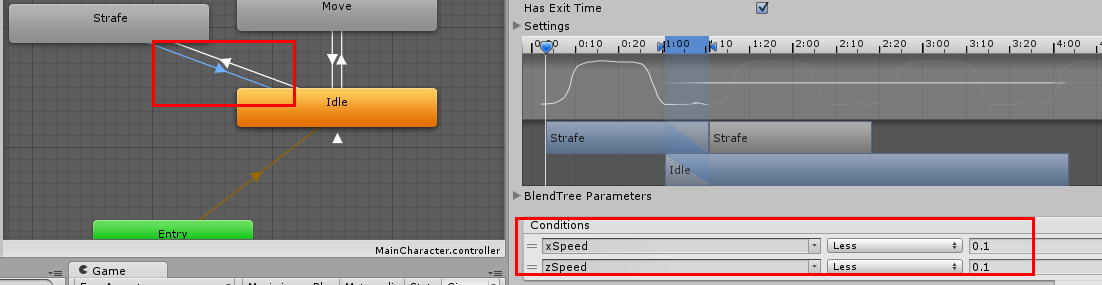 Strafe
Move
Idle
Entry
MainCharacter.controller
Game
Has Exit Time
Settings
0:00 0:10 0:20 1:00 1:10 1:20 2:00 2:10 2:20 3:00 3:10 3:20 4:00
Strafe Strafe
Idle
BlendTree Parameters
Conditions
xSpeed Less 0.1
zSpeed Less 0.1